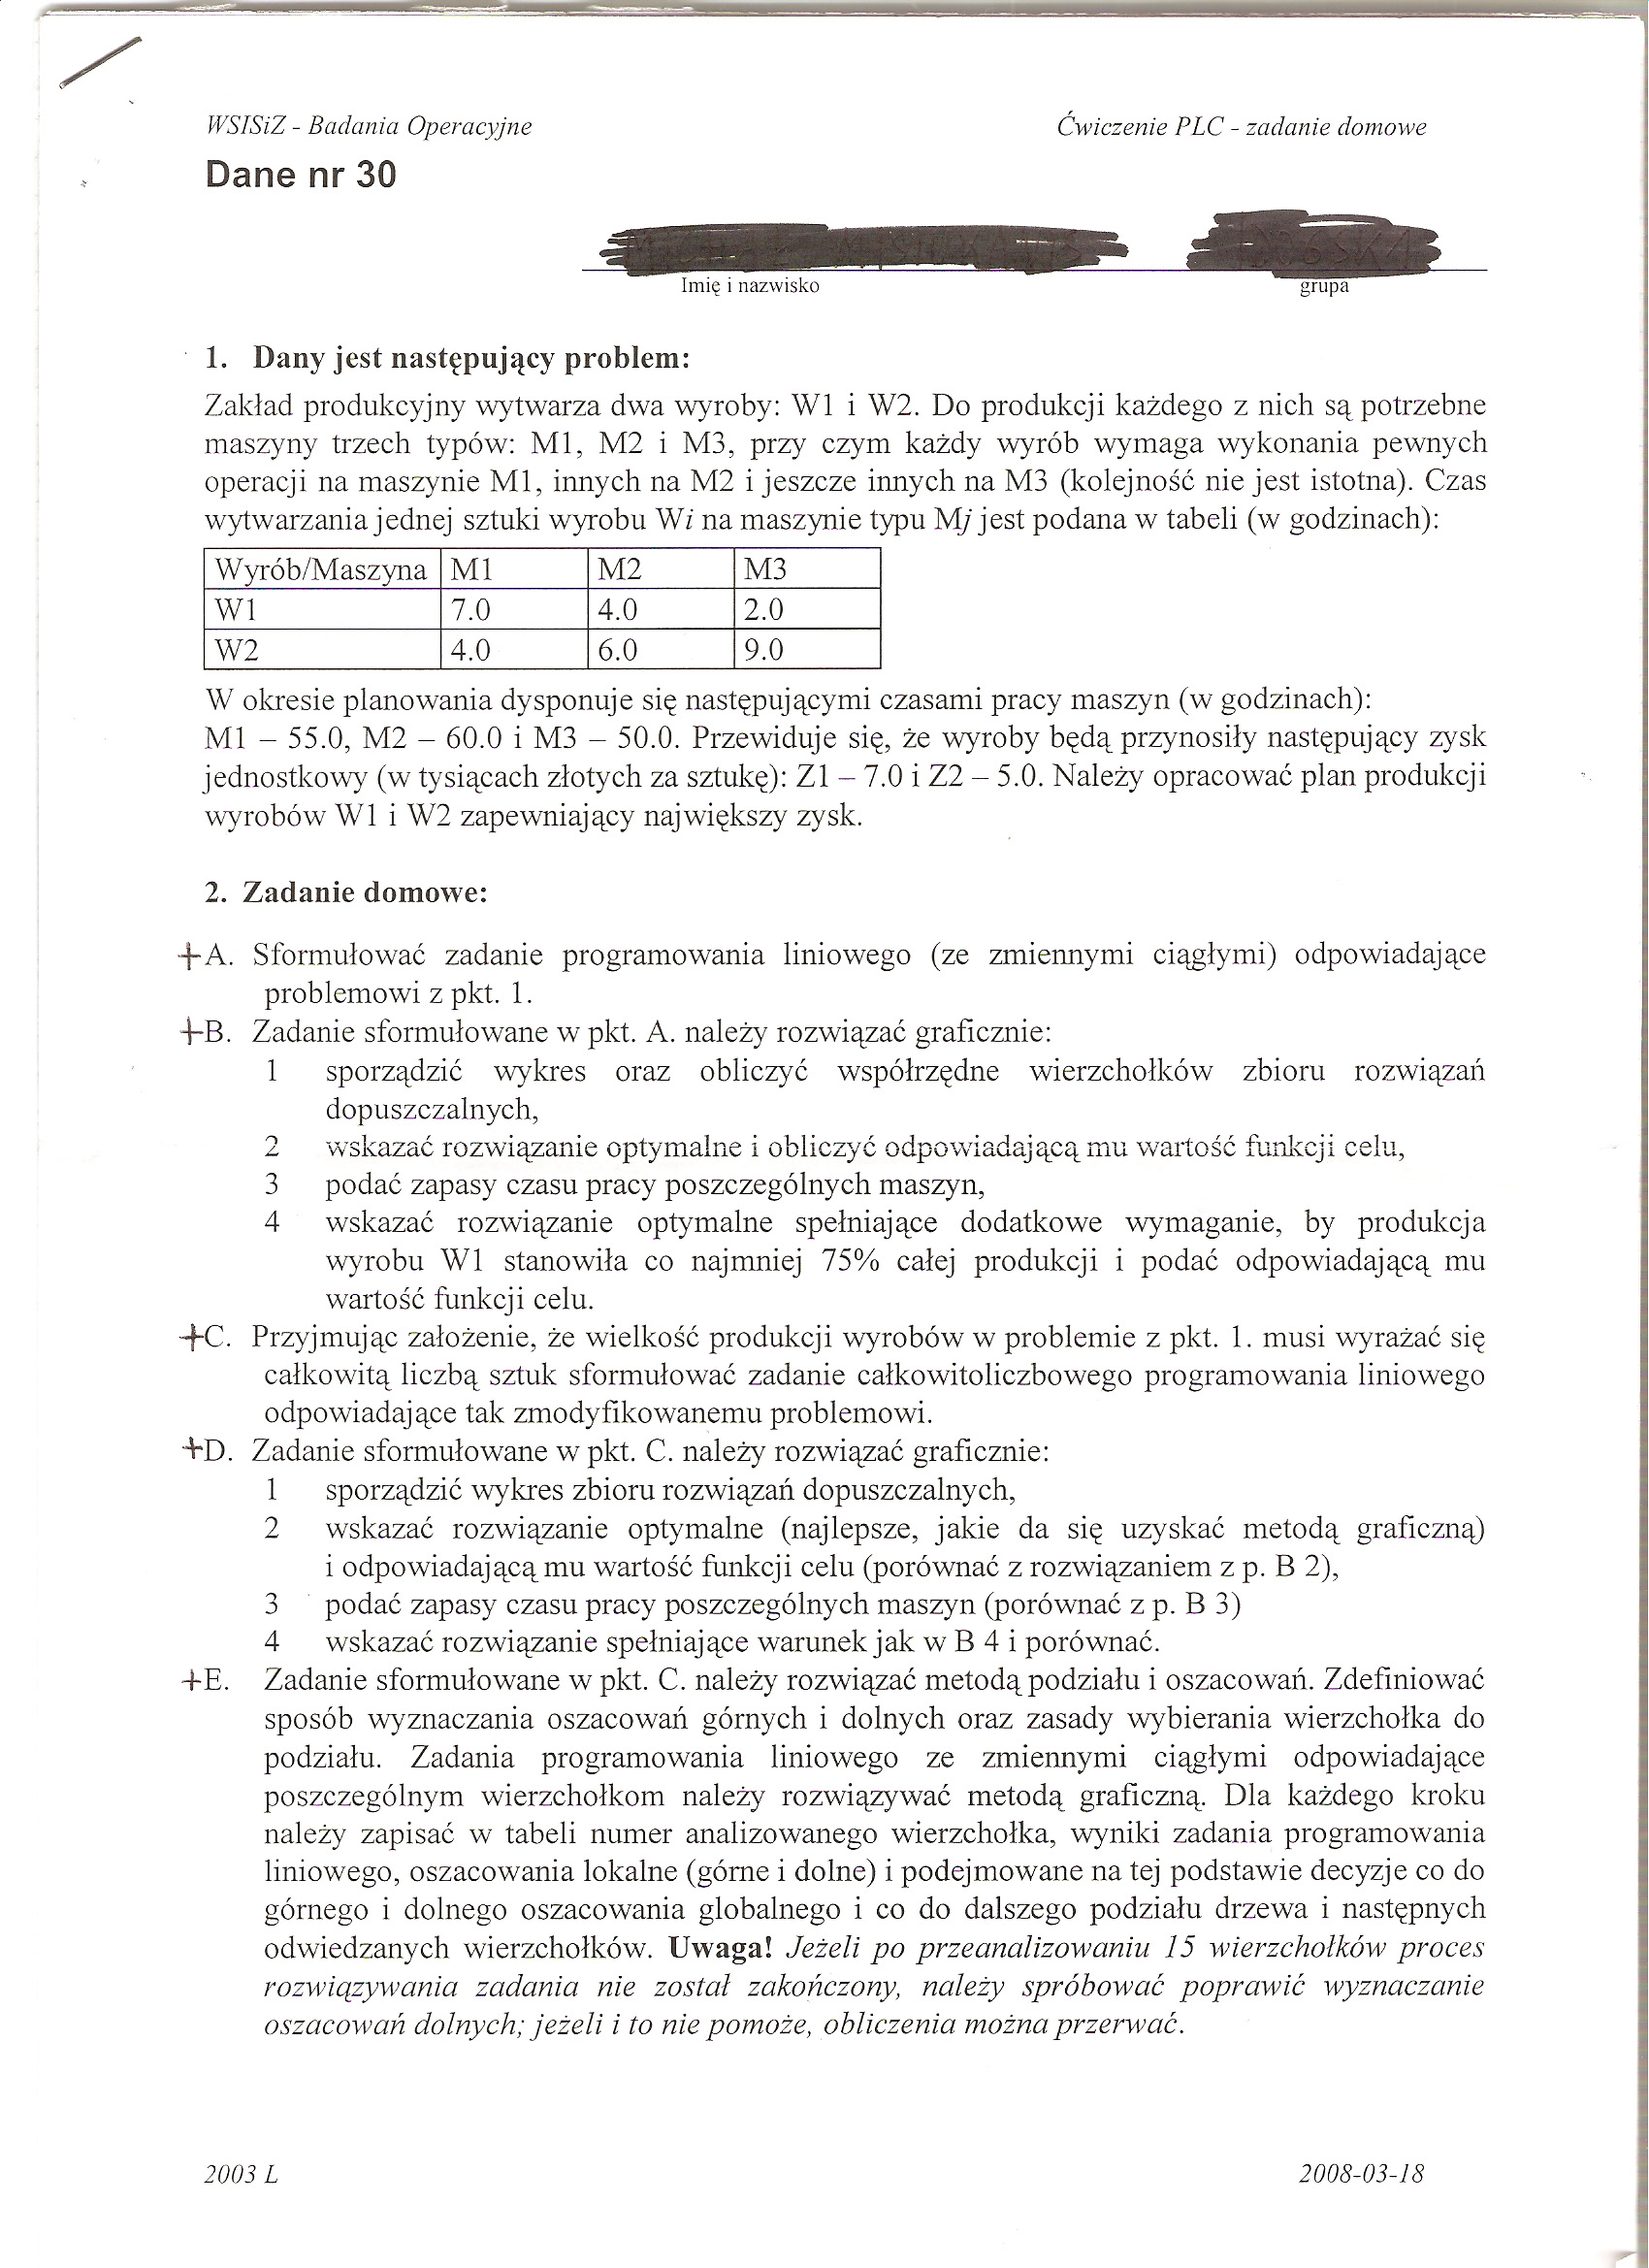 WSISiZ - Badania Operacyjne Ćwiczenie PLC - zadanie domowe
Dane nr 30
Imię i nazwisko grupa
1. Dany jest następujący problem:
Zakład produkcyjny wytwarza dwa wyroby: W1 i W2. Do produkcji każdego z nich są potrzebne
maszyny trzech typów: M1, M2 i M3, przy czym każdy wyrób wymaga wykonania pewnych
operacji na maszynie M1, innych na M2 i jeszcze innych na M3 (kolejność nie jest istotna). Czas
wytwarzania jednej sztuki wyrobu Wi na maszynie typu Mj jest podana w tabeli (w godzinach):
Wyrób/Maszyna M1 M2 M3
W1 7.0 4.0 2.0
W2 4.0 6.0 9.0
W okresie planowania dysponuje się następującymi czasami pracy maszyn (w godzinach):
M1 – 55.0, M2 – 60.0 i M3 – 50.0. Przewiduje się, że wyroby będą przynosiły następujący zysk
jednostkowy (w tysiącach złotych za sztukę): Z1 – 7.0 i Z2 – 5.0. Należy opracować plan produkcji
wyrobów W1 i W2 zapewniający największy zysk.
2. Zadanie domowe:
+A. Sformułować zadanie programowania liniowego (ze zmiennymi ciągłymi) odpowiadające
problemowi z pkt. 1.
+B. Zadanie sformułowane w pkt. A. należy rozwiązać graficznie:
1 sporządzić wykres oraz obliczyć współrzędne wierzchołków zbioru rozwiązań
dopuszczalnych,
2 wskazać rozwiązanie optymalne i obliczyć odpowiadającą mu wartość funkcji celu,
3 podać zapasy czasu pracy poszczególnych maszyn,
4 wskazać rozwiązanie optymalne spełniające dodatkowe wymaganie, by produkcja
wyrobu W1 stanowiła co najmniej 75% całej produkcji i podać odpowiadającą mu
wartość funkcji celu.
+C. Przyjmując założenie, że wielkość produkcji wyrobów w problemie z pkt. 1. musi wyrażać się
całkowitą liczbą sztuk sformułować zadanie całkowitoliczbowego programowania liniowego
odpowiadające tak zmodyfikowanemu problemowi.
+D. Zadanie sformułowane w pkt. C. należy rozwiązać graficznie:
1 sporządzić wykres zbioru rozwiązań dopuszczalnych,
2 wskazać rozwiązanie optymalne (najlepsze, jakie da się uzyskać metodą graficzną)
i odpowiadającą mu wartość funkcji celu (porównać z rozwiązaniem z p. B 2),
3 podać zapasy czasu pracy poszczególnych maszyn (porównać z p. B 3)
4 wskazać rozwiązanie spełniające warunek jak w B 4 i porównać.
+E. Zadanie sformułowane w pkt. C. należy rozwiązać metodą podziału i oszacowań. Zdefiniować
sposób wyznaczania oszacowań górnych i dolnych oraz zasady wybierania wierzchołka do
podziału. Zadania programowania liniowego ze zmiennymi ciągłymi odpowiadające
poszczególnym wierzchołkom należy rozwiązywać metodą graficzną. Dla każdego kroku
należy zapisać w tabeli numer analizowanego wierzchołka, wyniki zadania programowania
liniowego, oszacowania lokalne (górne i dolne) i podejmowane na tej podstawie decyzje co do
górnego i dolnego oszacowania globalnego i co do dalszego podziału drzewa i następnych
odwiedzanych wierzchołków. Uwaga! Jeżeli po przeanalizowaniu 15 wierzchołków proces
rozwiązywania zadania nie został zakończony, należy spróbować poprawić wyznaczanie
oszacowań dolnych; jeżeli i to nie pomoże, obliczenia można przerwać.
2003 L 2008-03-18